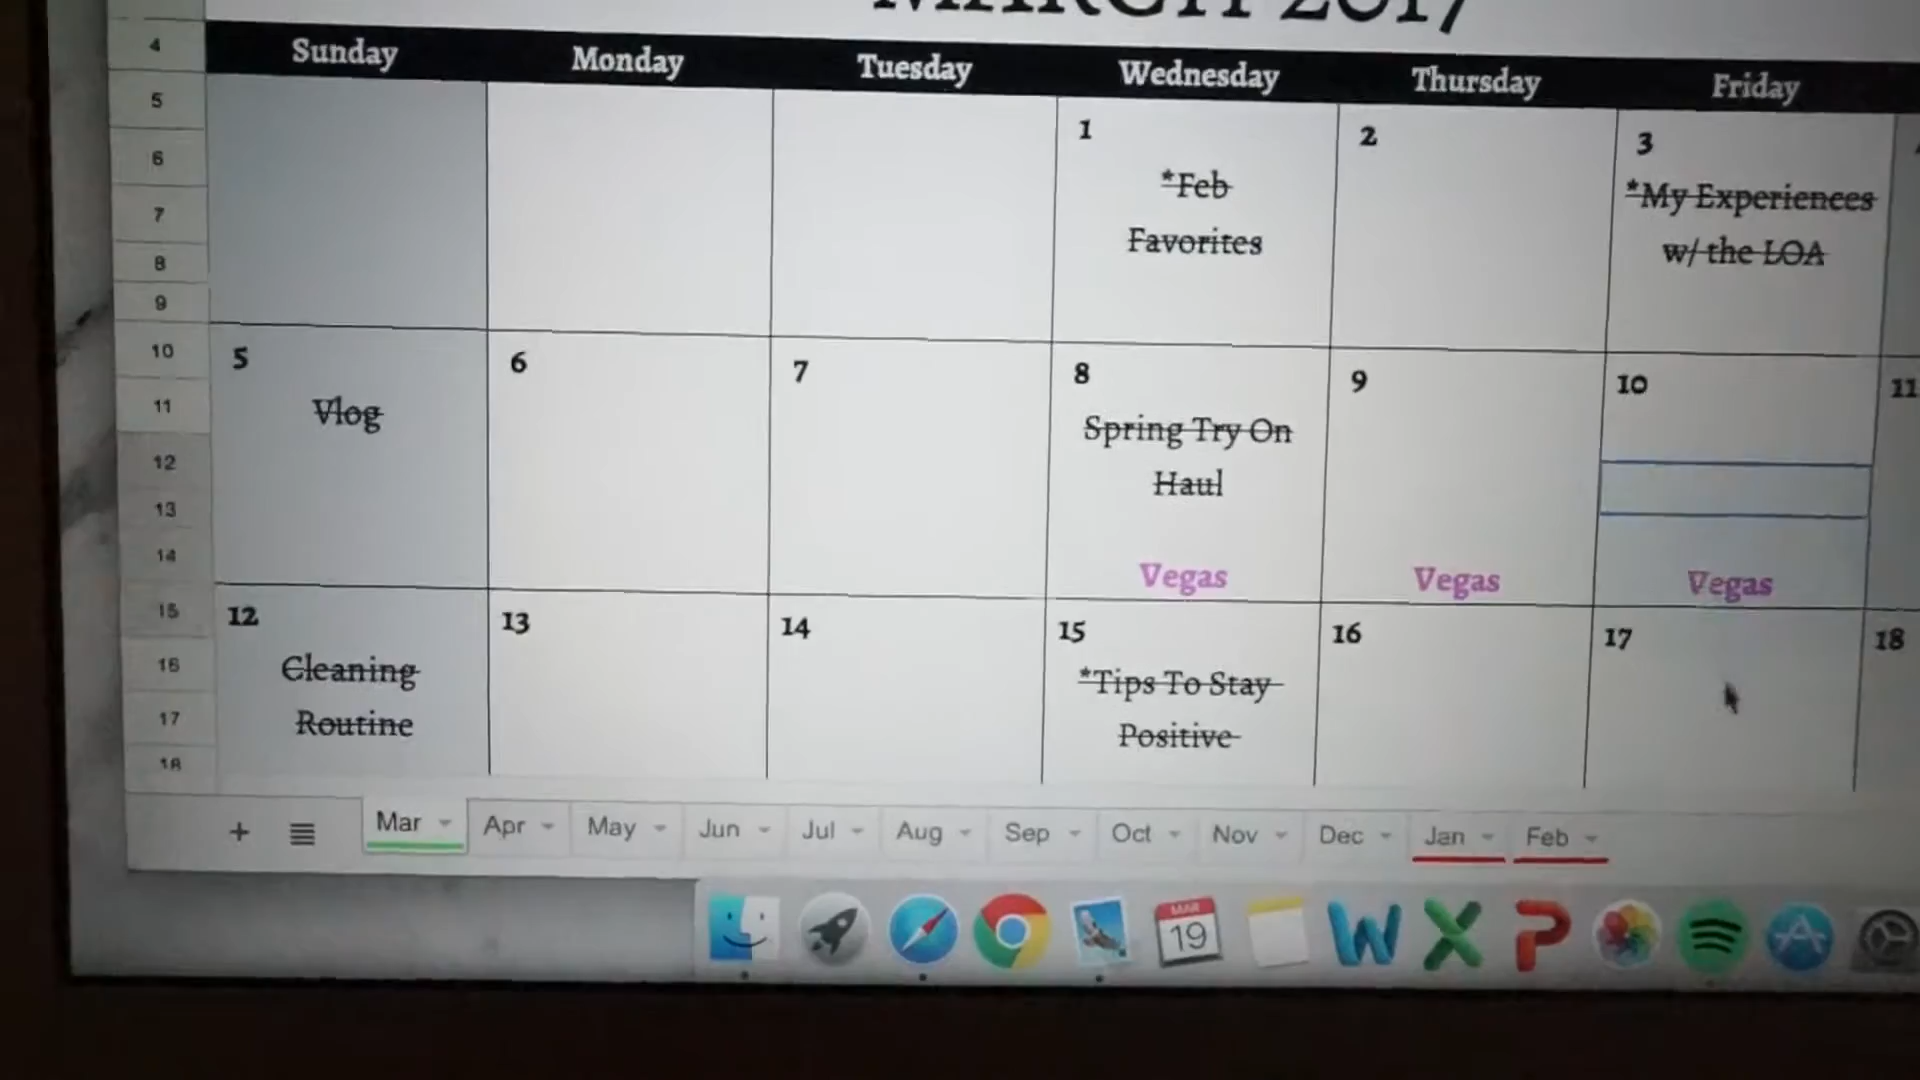 MARCH 2017
4 Sunday Monday Tuesday Wednesday Thursday Friday
5
1 2 3
6 *Feb *My Experiences
7 Favorites w/ the LOA
8
9
10 5 6 7 8 9 10 11
11 Vlog Spring Try On
12 Haul
13
14 Vegas Vegas Vegas
15 12 13 14 15 16 17 18
16 Cleaning *Tips To Stay
17 Routine Positive
18
+ Mar Apr May Jun Jul Aug Sep Oct Nov Dec Jan Feb
MAR
19